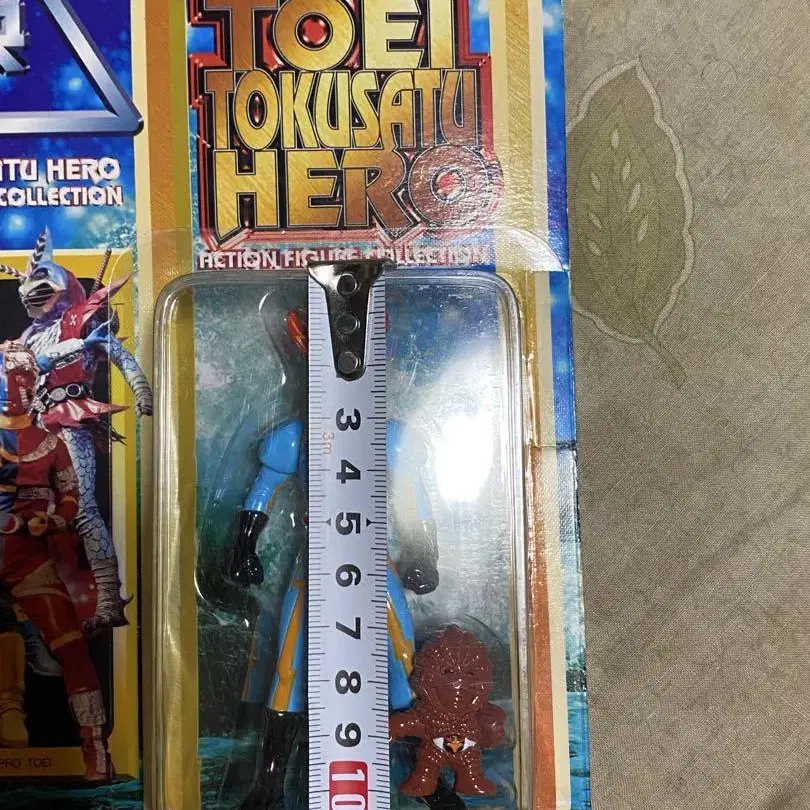 TOEI
TOKUSATU
HERO
ACTION FIGURE COLLECTION
TU HERO
COLLECTION
3
3m
4
5
6
7
8
9
10
PRO TOEI